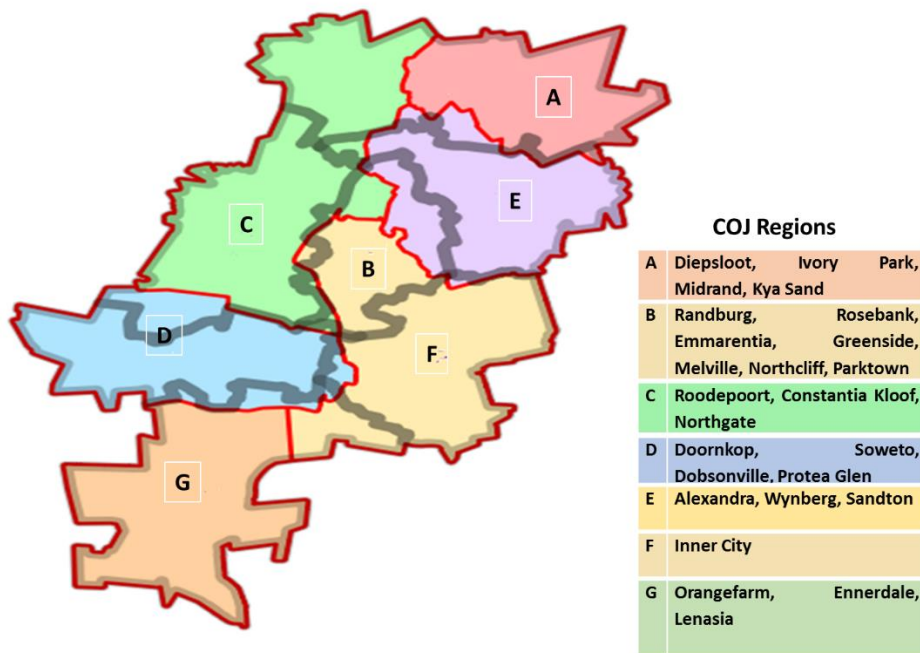 A
E
C
B
D
F
G
COJ Regions
A Diepsloot, Ivory Park,
Midrand, Kya Sand
B Randburg, Rosebank,
Emmarentia, Greenside,
Melville, Northcliff, Parktown
C Roodepoort, Constantia Kloof,
Northgate
D Doornkop, Soweto,
Dobsonville, Protea Glen
E Alexandra, Wynberg, Sandton
F Inner City
G Orangefarm, Ennerdale,
Lenasia